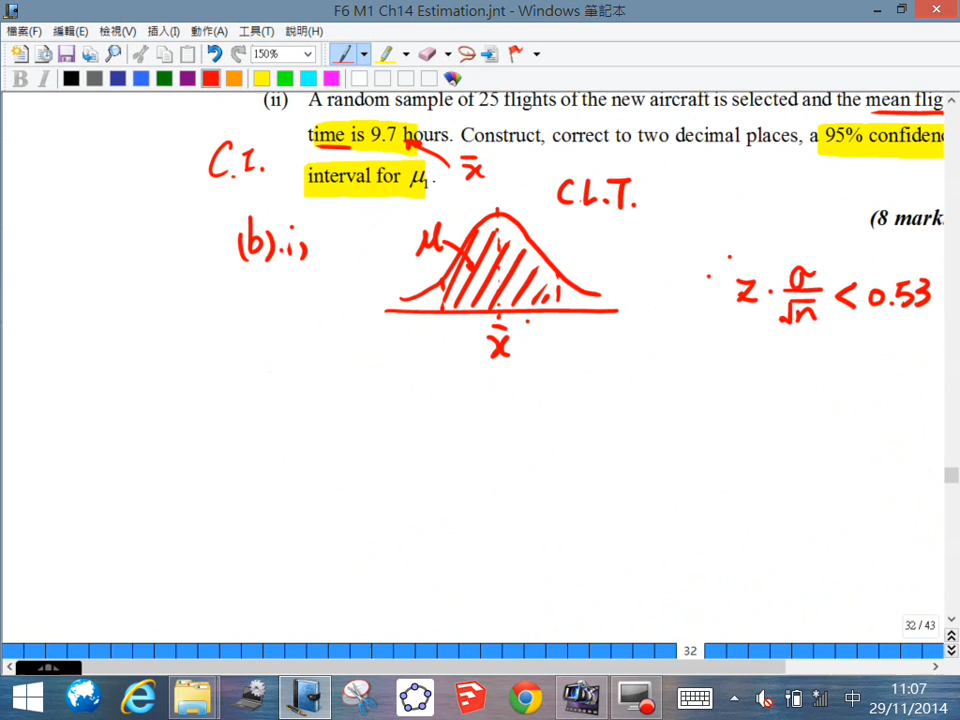 F6 M1 Ch14 Estimation.jnt - Windows 筆記本
檔案(F) 編輯(E) 檢視(V) 插入(I) 動作(A) 工具(T) 說明(H)
150%
B I
(ii) A random sample of 25 flights of the new aircraft is selected and the mean flig
time is 9.7 hours. Construct, correct to two decimal places, a 95% confiden
interval for μ₁.
C.I.
x̄
C.L.T.
(8 mark
(b).i)
μ
z · σ/√n < 0.53
x̄
32 / 43
32
中
11:07
29/11/2014